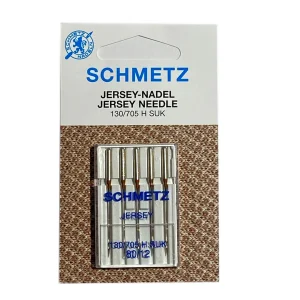 SCHMETZ
JERSEY-NADEL
JERSEY NEEDLE
130/705 H SUK
SCHMETZ
JERSEY
130/705 H SUK
80/12